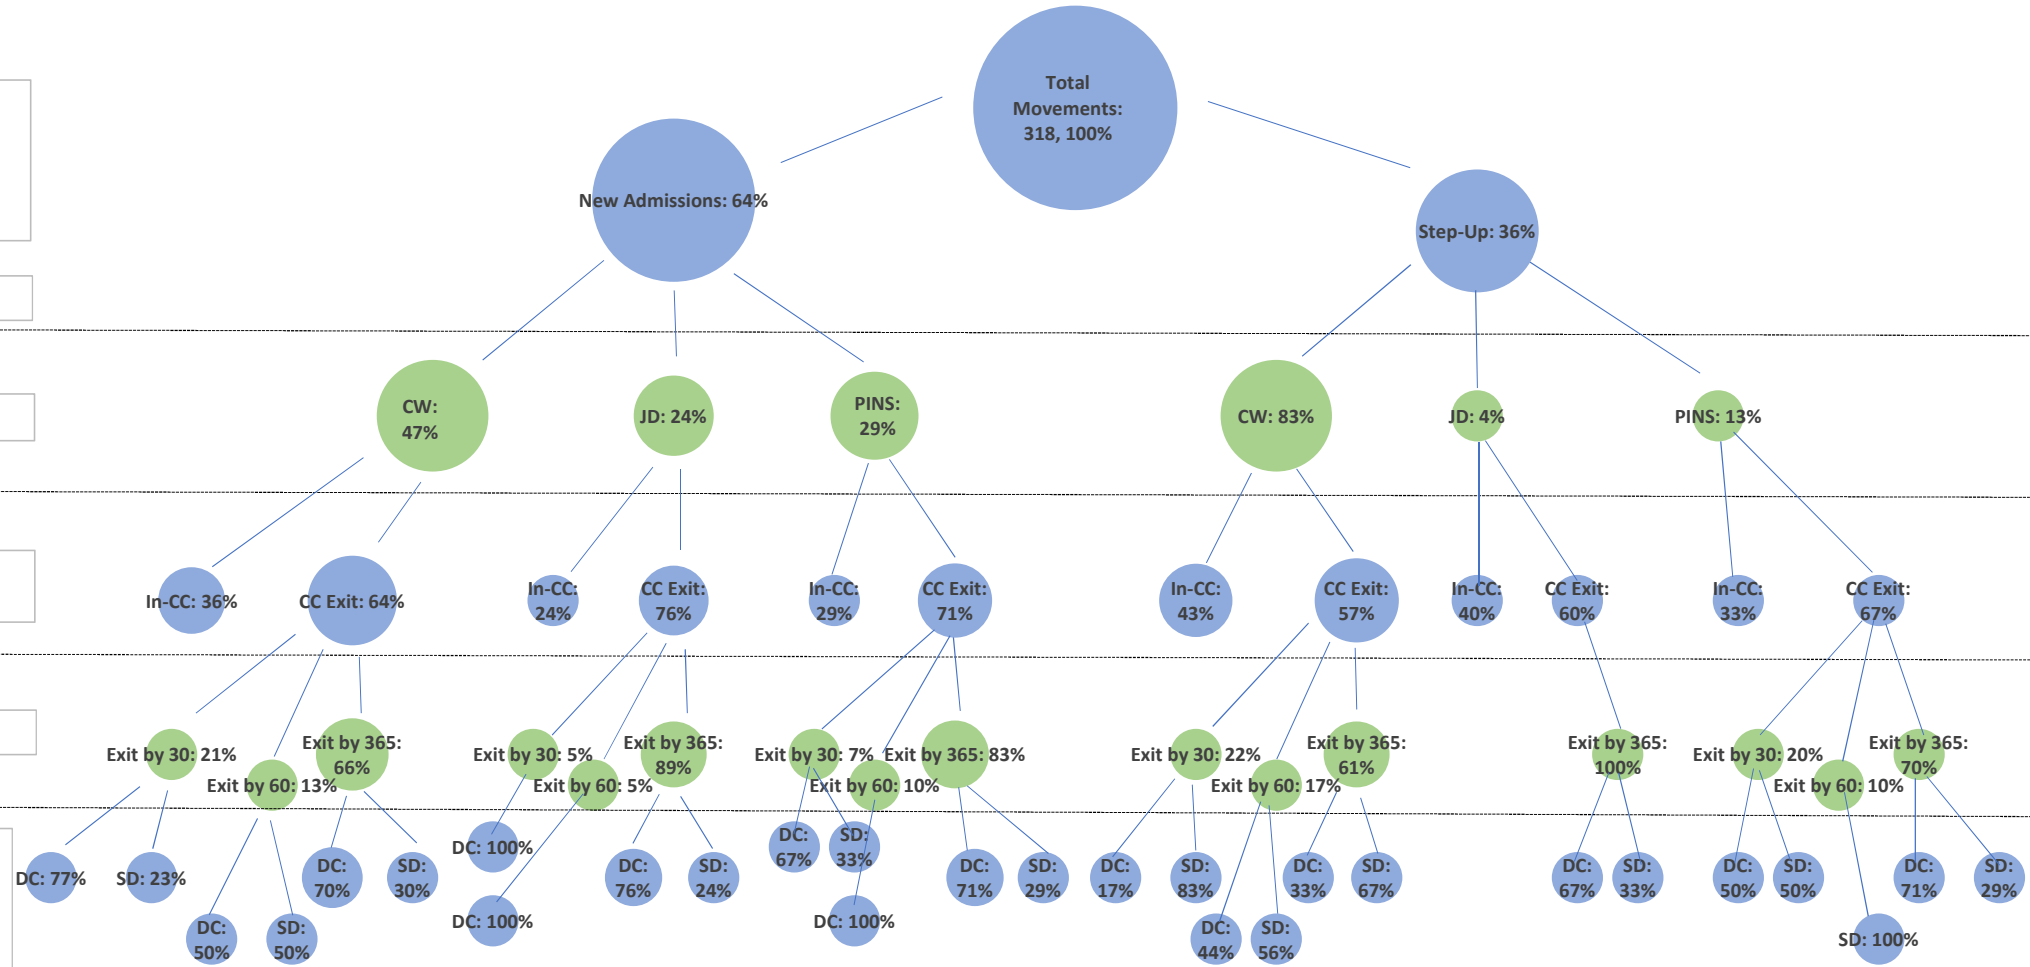 Total
Movements:
318, 100%
New Admissions: 64%
Step-Up: 36%
CW:
47%
JD: 24%
PINS:
29%
CW: 83%
JD: 4%
PINS: 13%
In-CC: 36%
CC Exit: 64%
In-CC:
24%
CC Exit:
76%
In-CC:
29%
CC Exit:
71%
In-CC:
43%
CC Exit:
57%
In-CC:
40%
CC Exit:
60%
In-CC:
33%
CC Exit:
67%
Exit by 30: 21%
Exit by 60: 13%
Exit by 365:
66%
Exit by 30: 5%
Exit by 60: 5%
Exit by 365:
89%
Exit by 30: 7%
Exit by 60: 10%
Exit by 365: 83%
Exit by 30: 22%
Exit by 60: 17%
Exit by 365:
61%
Exit by 365:
100%
Exit by 30: 20%
Exit by 60: 10%
Exit by 365:
70%
DC: 77%
SD: 23%
DC:
50%
SD:
50%
DC:
70%
SD:
30%
DC: 100%
DC: 100%
DC:
76%
SD:
24%
DC:
67%
SD:
33%
DC: 100%
DC:
71%
SD:
29%
DC:
17%
SD:
83%
DC:
44%
SD:
56%
DC:
33%
SD:
67%
DC:
67%
SD:
33%
DC:
50%
SD:
50%
SD: 100%
DC:
71%
SD:
29%